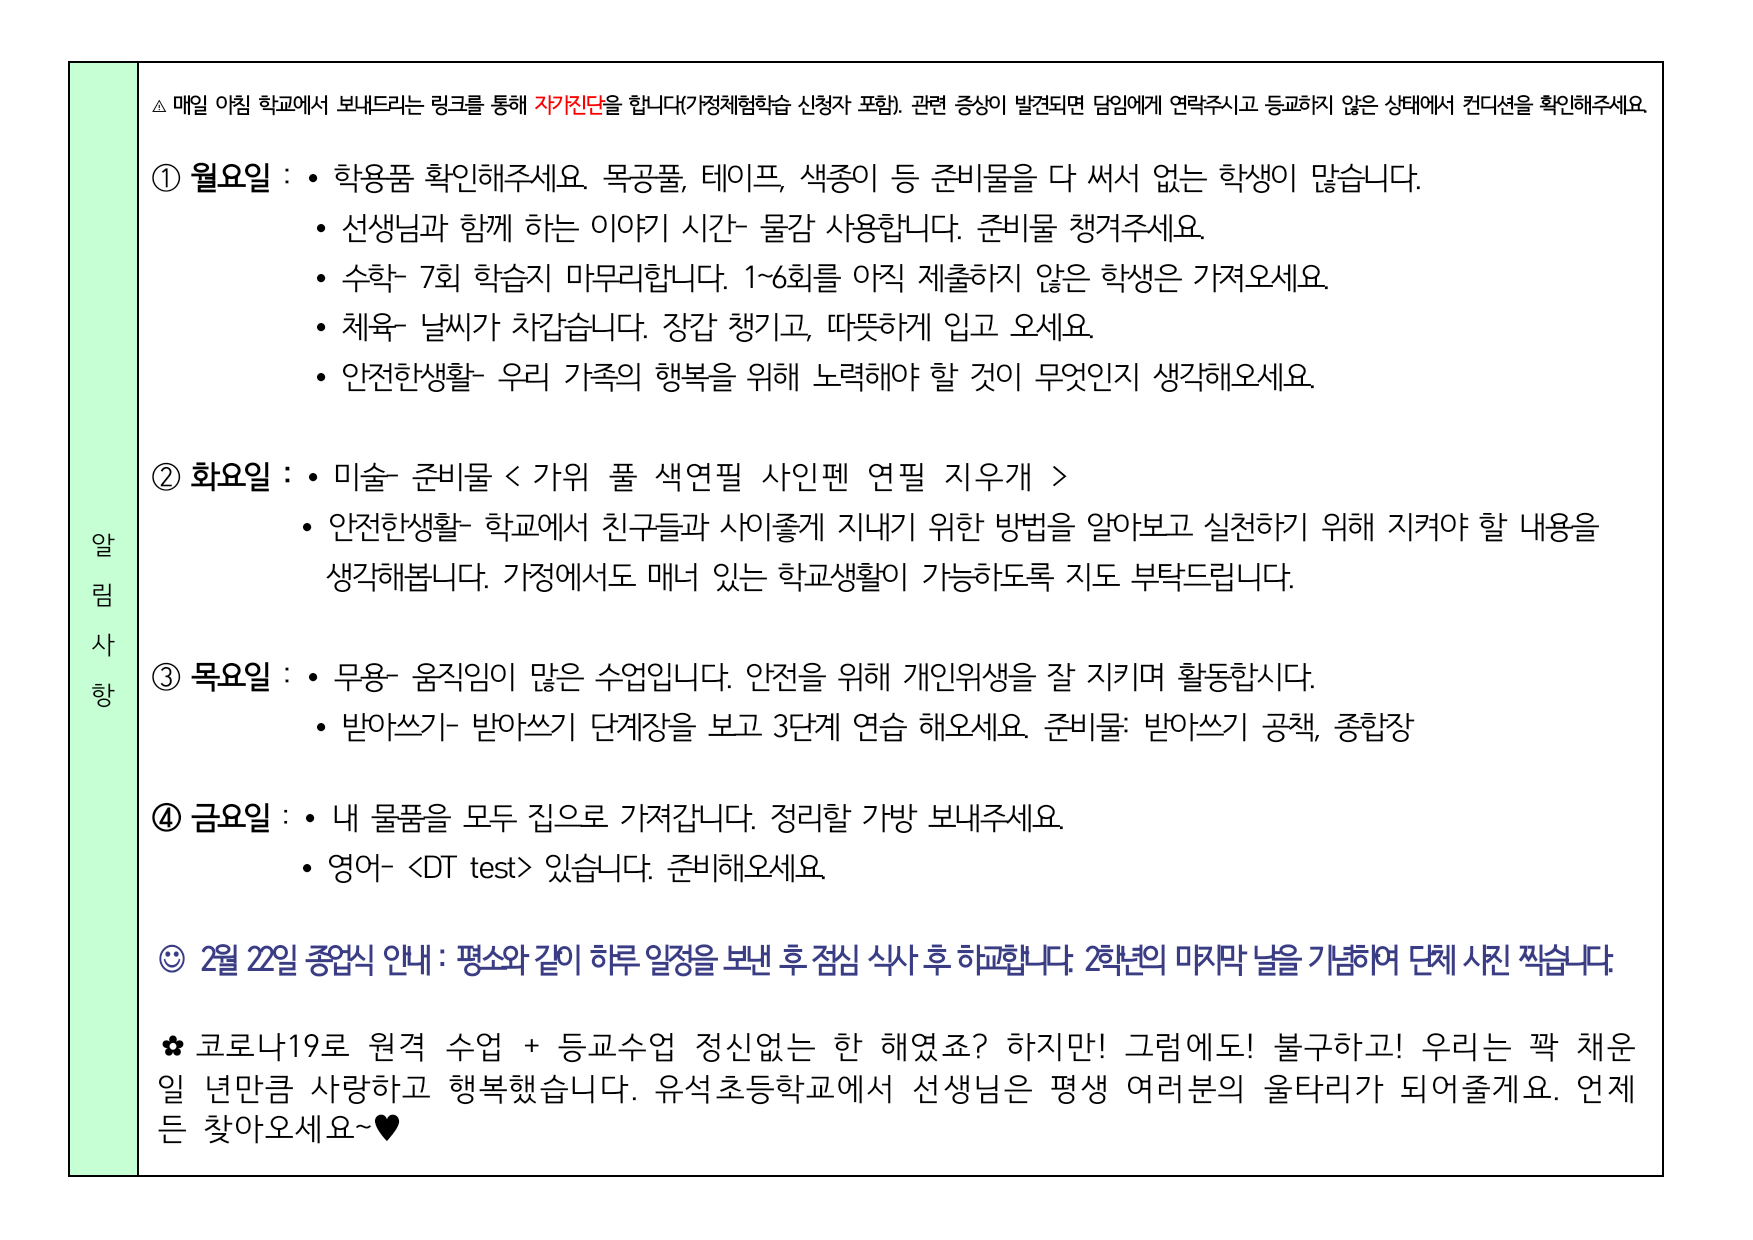 알
림
사
항
⚠ 매일 아침 학교에서 보내드리는 링크를 통해 자가진단을 합니다(가정체험학습 신청자 포함). 관련 증상이 발견되면 담임에게 연락주시고 등교하지 않은 상태에서 컨디션을 확인해주세요.
① 월요일 : • 학용품 확인해주세요. 목공풀, 테이프, 색종이 등 준비물을 다 써서 없는 학생이 많습니다.
• 선생님과 함께 하는 이야기 시간- 물감 사용합니다. 준비물 챙겨주세요.
• 수학- 7회 학습지 마무리합니다. 1~6회를 아직 제출하지 않은 학생은 가져오세요.
• 체육- 날씨가 차갑습니다. 장갑 챙기고, 따뜻하게 입고 오세요.
• 안전한생활- 우리 가족의 행복을 위해 노력해야 할 것이 무엇인지 생각해오세요.
② 화요일 : • 미술- 준비물 < 가위 풀 색연필 사인펜 연필 지우개 >
• 안전한생활- 학교에서 친구들과 사이좋게 지내기 위한 방법을 알아보고 실천하기 위해 지켜야 할 내용을
생각해봅니다. 가정에서도 매너 있는 학교생활이 가능하도록 지도 부탁드립니다.
③ 목요일 : • 무용- 움직임이 많은 수업입니다. 안전을 위해 개인위생을 잘 지키며 활동합시다.
• 받아쓰기- 받아쓰기 단계장을 보고 3단계 연습 해오세요. 준비물: 받아쓰기 공책, 종합장
④ 금요일 : • 내 물품을 모두 집으로 가져갑니다. 정리할 가방 보내주세요.
• 영어- <DT test> 있습니다. 준비해오세요.
☺ 2월 22일 종업식 안내 : 평소와 같이 하루 일정을 보낸 후 점심 식사 후 하교합니다. 2학년의 마지막 날을 기념하여 단체 사진 찍습니다.
✿ 코로나19로 원격 수업 + 등교수업 정신없는 한 해였죠? 하지만! 그럼에도! 불구하고! 우리는 꽉 채운
일 년만큼 사랑하고 행복했습니다. 유석초등학교에서 선생님은 평생 여러분의 울타리가 되어줄게요. 언제
든 찾아오세요~♥